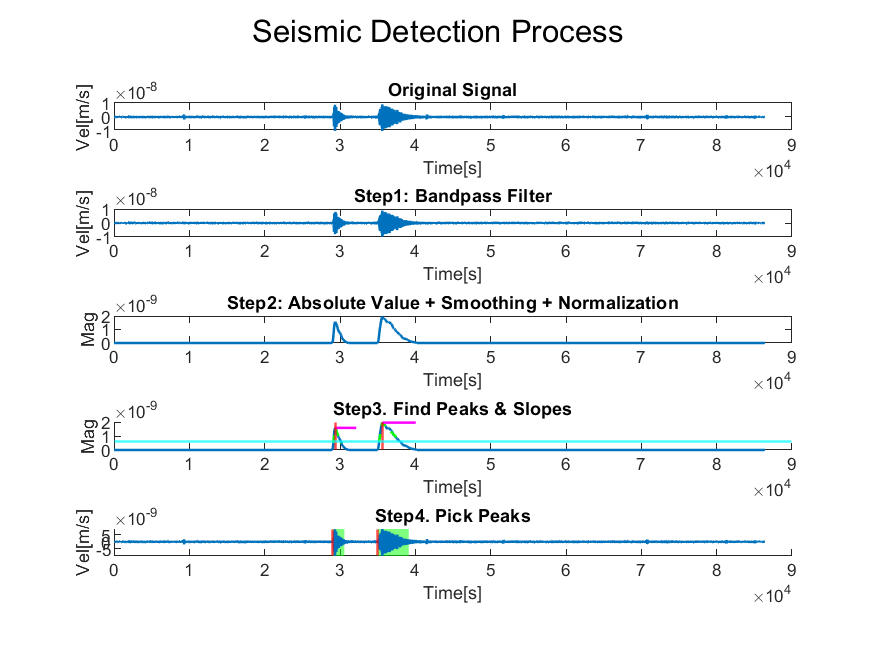 Seismic Detection Process
Original Signal
×10-8
Vel[m/s]
1
0
-1
0 1 2 3 4 5 6 7 8 9
Time[s]
×104
Step1: Bandpass Filter
×10-8
Vel[m/s]
1
0
-1
0 1 2 3 4 5 6 7 8 9
Time[s]
×104
Step2: Absolute Value + Smoothing + Normalization
×10-9
Mag
2
1
0
0 1 2 3 4 5 6 7 8 9
Time[s]
×104
Step3. Find Peaks & Slopes
×10-9
Mag
2
1
0
0 1 2 3 4 5 6 7 8 9
Time[s]
×104
Step4. Pick Peaks
×10-9
Vel[m/s]
5
0
-5
0 1 2 3 4 5 6 7 8 9
Time[s]
×104